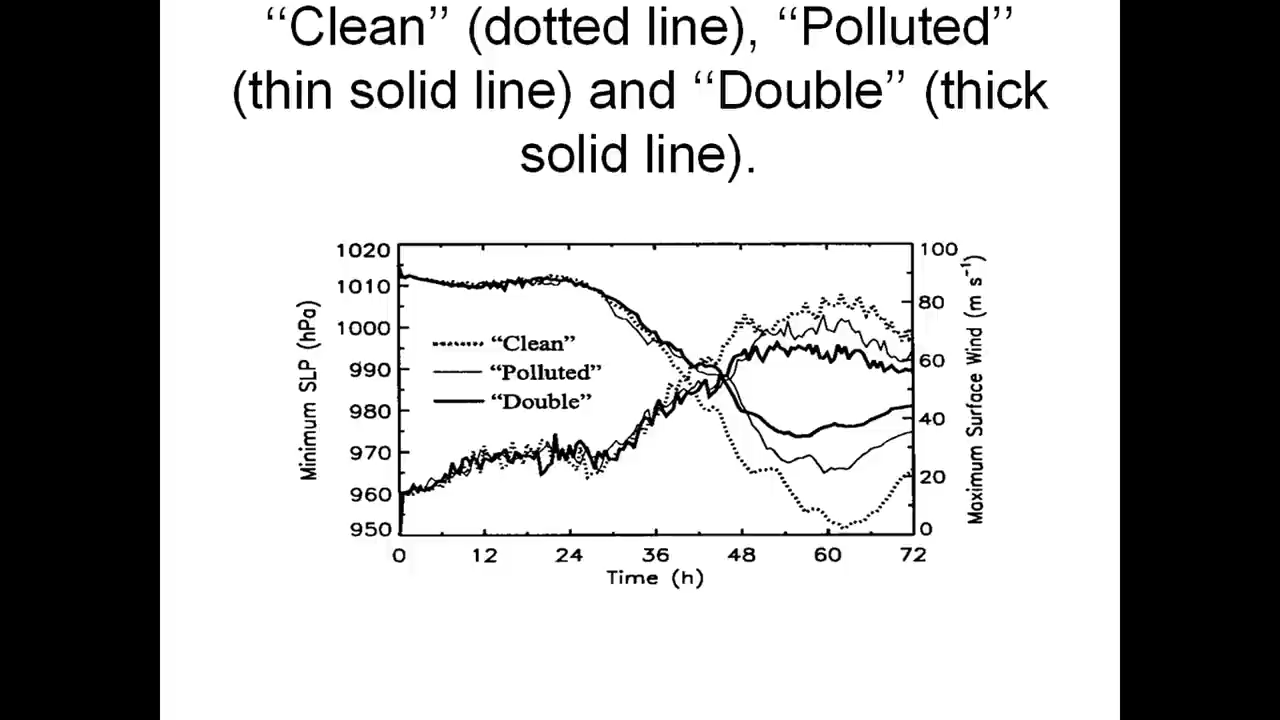 “Clean” (dotted line), “Polluted”
(thin solid line) and “Double” (thick
solid line).
1020
1010
1000
990
980
970
960
950
Minimum SLP (hPa)
“Clean”
“Polluted”
“Double”
100
80
60
40
20
0
Maximum Surface Wind (m s⁻¹)
0 12 24 36 48 60 72
Time (h)